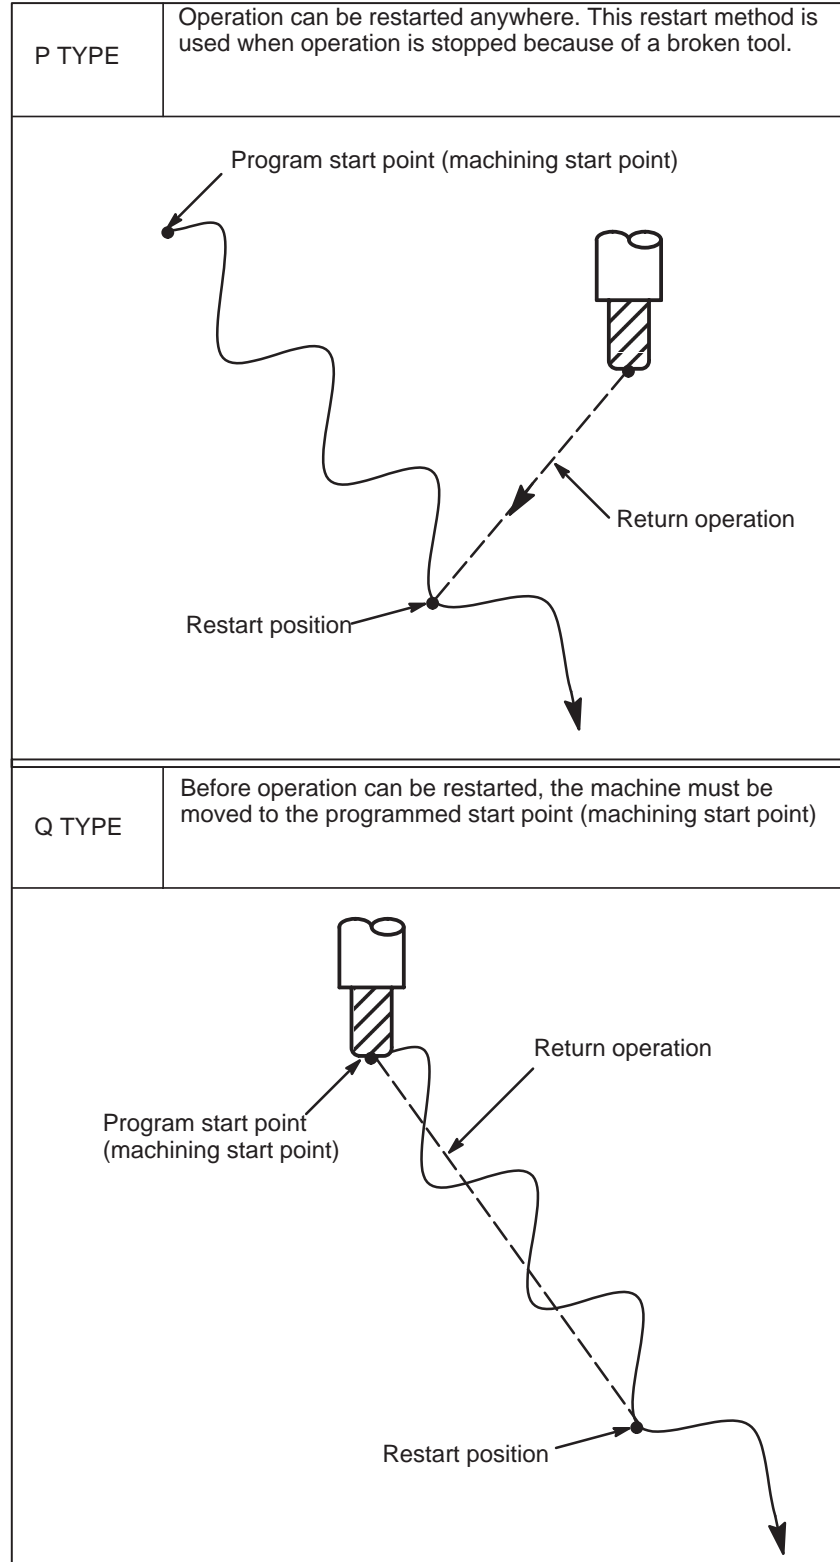 P TYPE
Operation can be restarted anywhere. This restart method is
used when operation is stopped because of a broken tool.
Program start point (machining start point)
Return operation
Restart position
Q TYPE
Before operation can be restarted, the machine must be
moved to the programmed start point (machining start point)
Return operation
Program start point
(machining start point)
Restart position